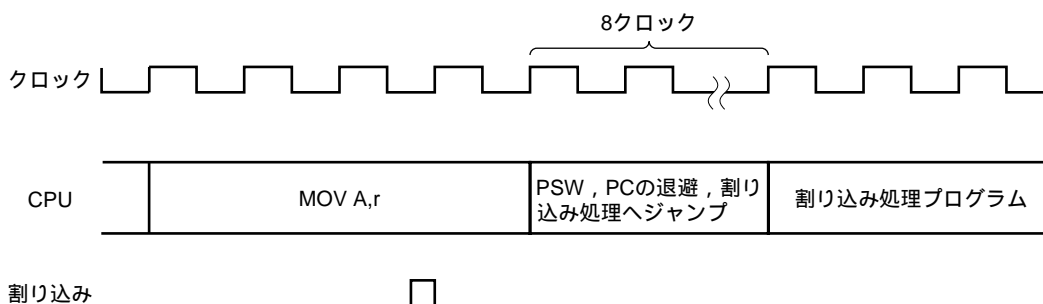 8クロック
クロック
CPU
MOV A,r
PSW，PCの退避，割り
込み処理へジャンプ
割り込み処理プログラム
割り込み